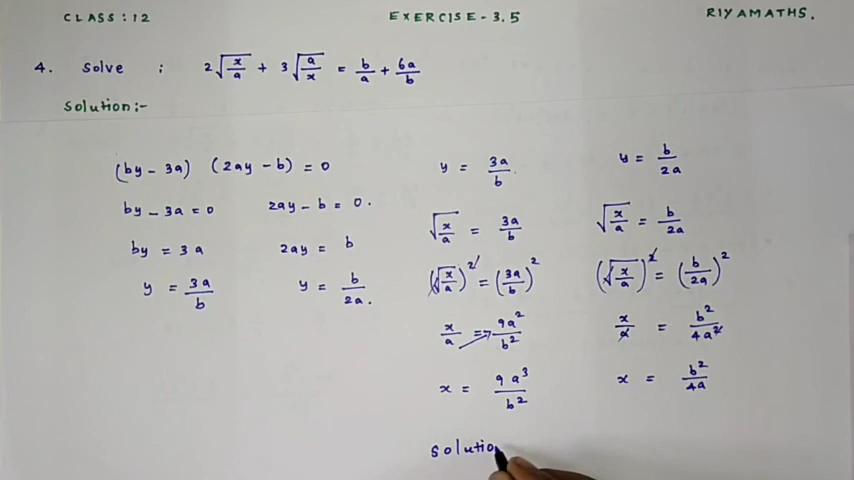 CLASS : 12 EXERCISE - 3.5 RIYAMATHS.
4. Solve : 2√(x/a) + 3√(a/x) = b/a + 6a/b
Solution:-
(by - 3a) (2ay - b) = 0
by - 3a = 0 2ay - b = 0.
by = 3a 2ay = b
y = 3a/b y = b/2a.
y = 3a/b.
√(x/a) = 3a/b
(√(x/a))² = (3a/b)²
x/a = 9a²/b²
x = 9a³/b²
y = b/2a
√(x/a) = b/2a
(√(x/a))² = (b/2a)²
x/a = b²/4a²
x = b²/4a
Solutio